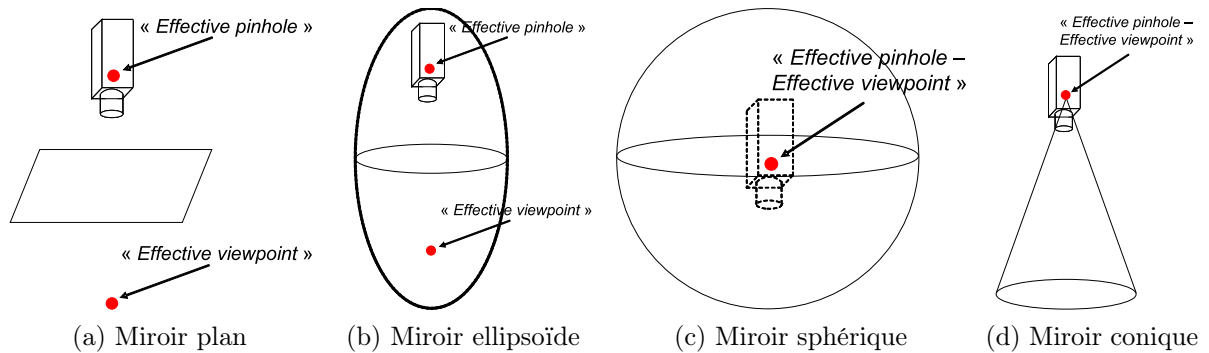 « Effective pinhole »
« Effective viewpoint »
(a) Miroir plan
« Effective pinhole »
« Effective viewpoint »
(b) Miroir ellipsoïde
« Effective pinhole –
Effective viewpoint »
(c) Miroir sphérique
« Effective pinhole –
Effective viewpoint »
(d) Miroir conique